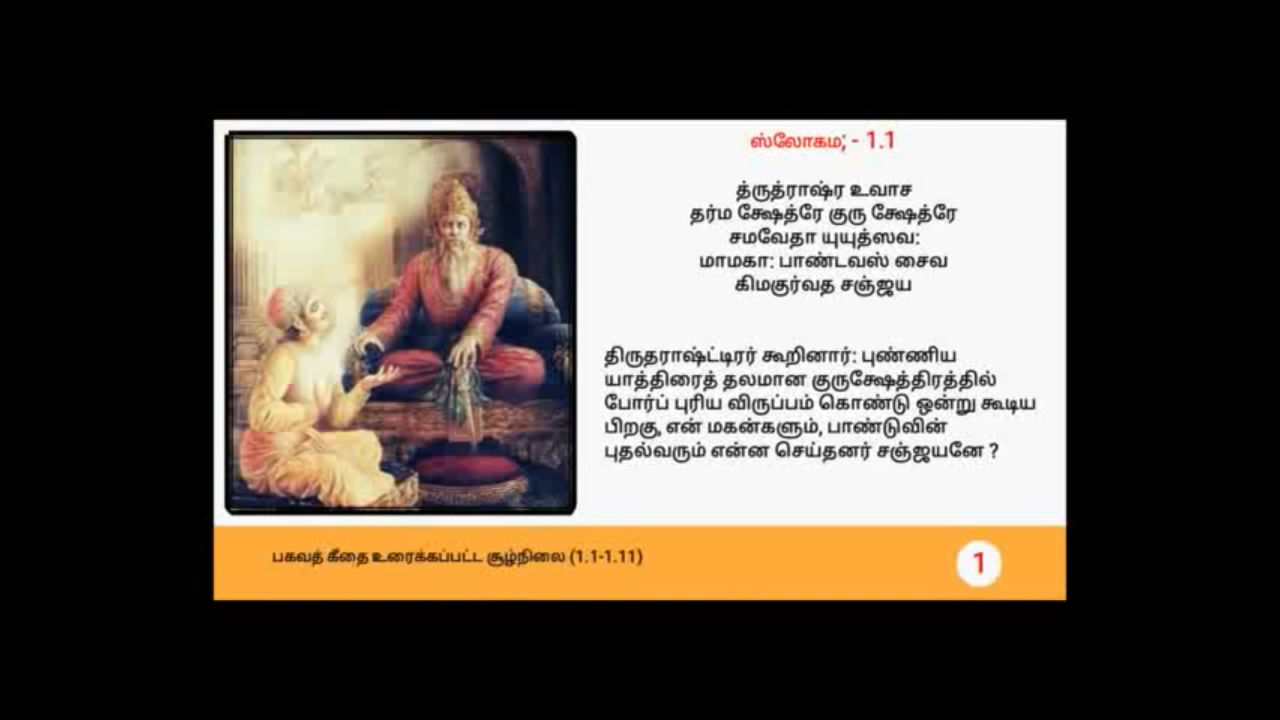 ஸ்லோகம; - 1.1
த்ருத்ராஷ்ர உவாச
தர்ம க்ஷேத்ரே குரு க்ஷேத்ரே
சமவேதா யுயுத்ஸவ:
மாமகா: பாண்டவஸ் சைவ
கிமகுர்வத சஞ்ஜய
திருதராஷ்ட்டிரர் கூறினார்: புண்ணிய
யாத்திரைத் தலமான குருக்ஷேத்திரத்தில்
போர்ப் புரிய விருப்பம் கொண்டு ஒன்று கூடிய
பிறகு, என் மகன்களும், பாண்டுவின்
புதல்வரும் என்ன செய்தனர் சஞ்ஜயனே ?
பகவத் கீதை உரைக்கப்பட்ட சூழ்நிலை (1.1-1.11)
1